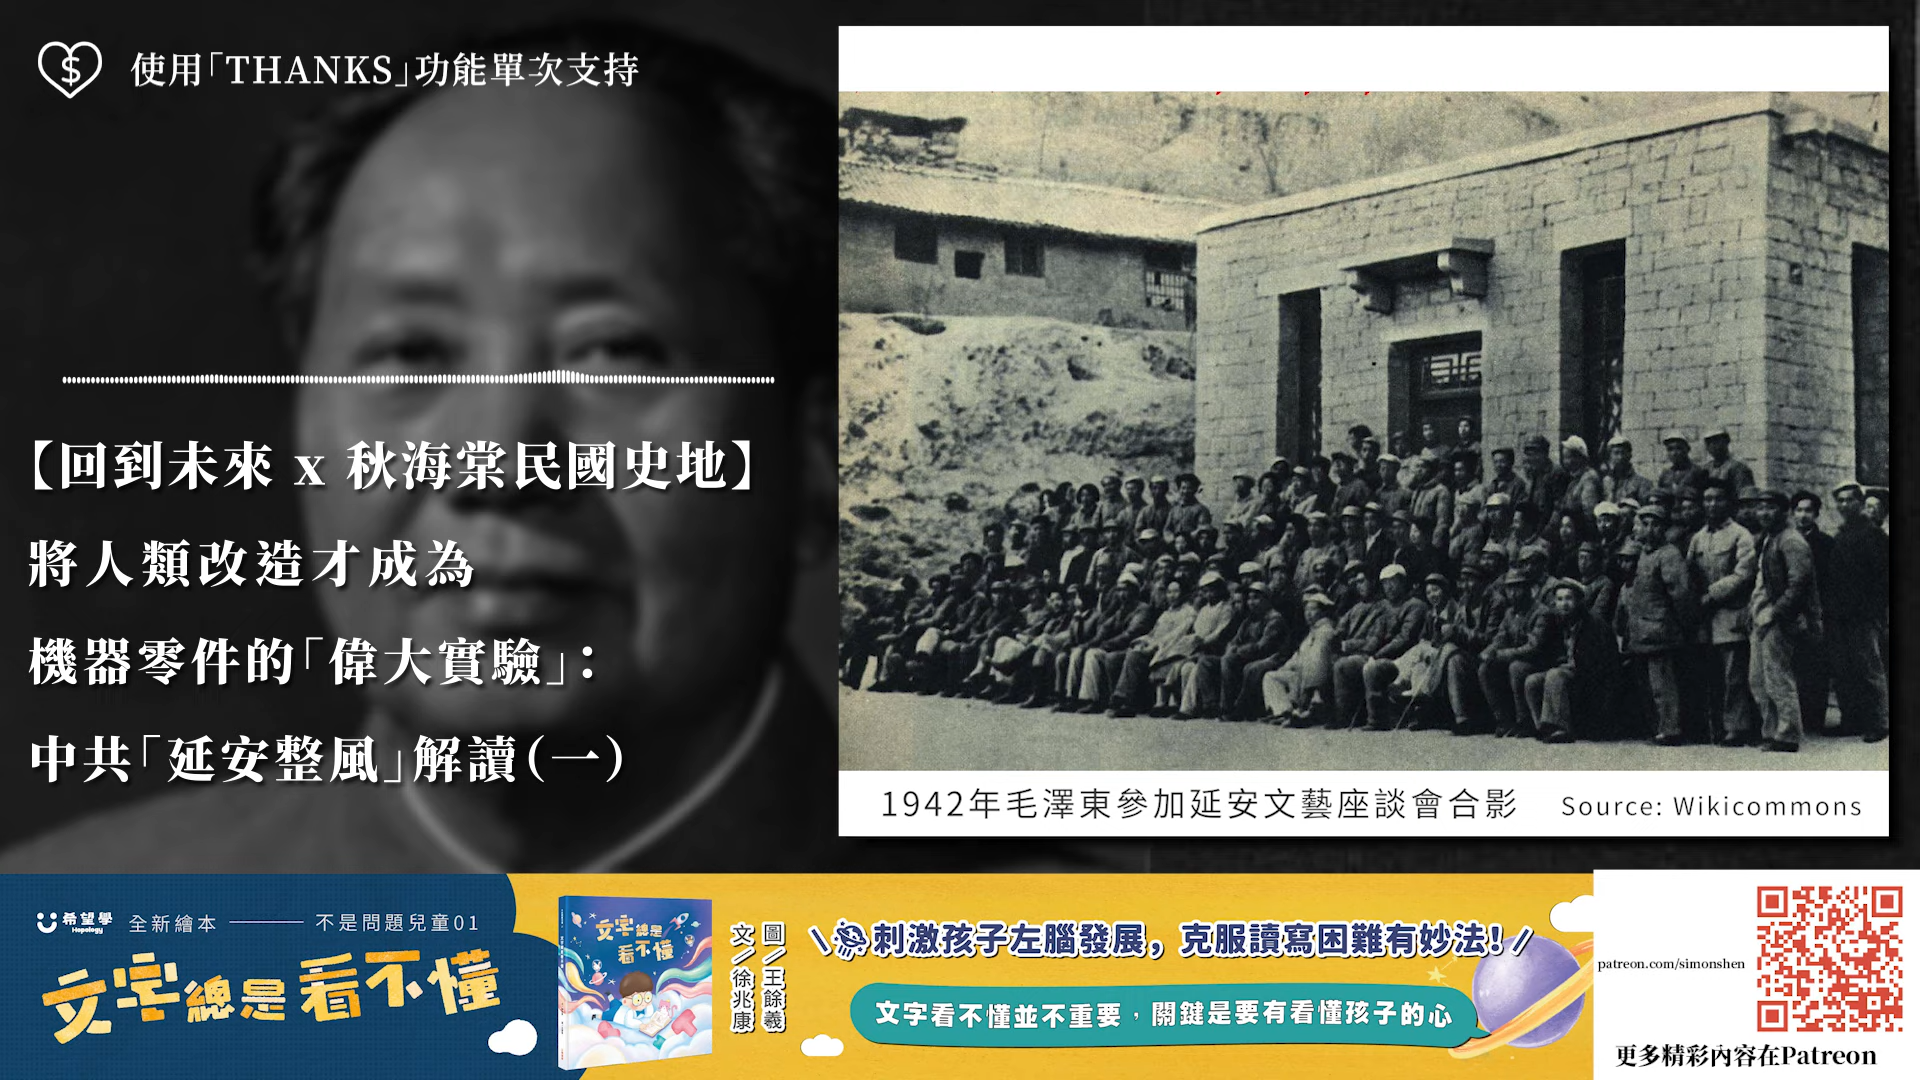 使用「THANKS」功能單次支持
【回到未來 x 秋海棠民國史地】
將人類改造才成為
機器零件的「偉大實驗」：
中共「延安整風」解讀（一）
1942年毛澤東參加延安文藝座談會合影
Source: Wikicommons
希望學
Hopology
全新繪本
不是問題兒童01
文字總是看不懂
文字總是
看不懂
圖／王餘羲
文／徐兆康
刺激孩子左腦發展，克服讀寫困難有妙法！
文字看不懂並不重要，關鍵是要有看懂孩子的心
patreon.com/simonshen
更多精彩內容在Patreon